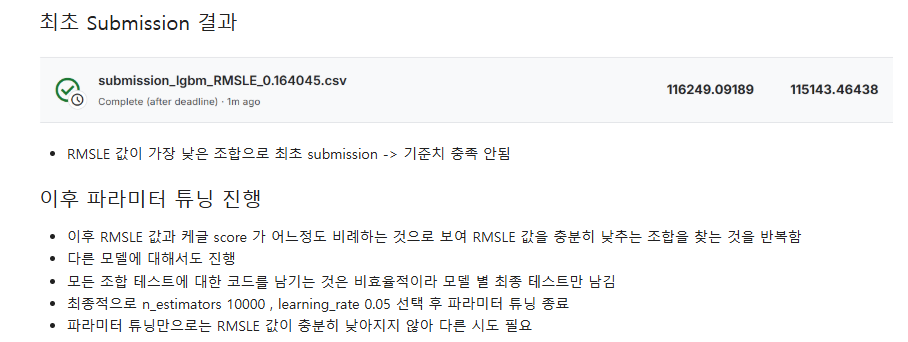 최초 Submission 결과
submission_lgbm_RMSLE_0.164045.csv
Complete (after deadline) · 1m ago
116249.09189
115143.46438
• RMSLE 값이 가장 낮은 조합으로 최초 submission -> 기준치 충족 안됨
이후 파라미터 튜닝 진행
• 이후 RMSLE 값과 케글 score 가 어느정도 비례하는 것으로 보여 RMSLE 값을 충분히 낮추는 조합을 찾는 것을 반복함
• 다른 모델에 대해서도 진행
• 모든 조합 테스트에 대한 코드를 남기는 것은 비효율적이라 모델 별 최종 테스트만 남김
• 최종적으로 n_estimators 10000 , learning_rate 0.05 선택 후 파라미터 튜닝 종료
• 파라미터 튜닝만으로는 RMSLE 값이 충분히 낮아지지 않아 다른 시도 필요